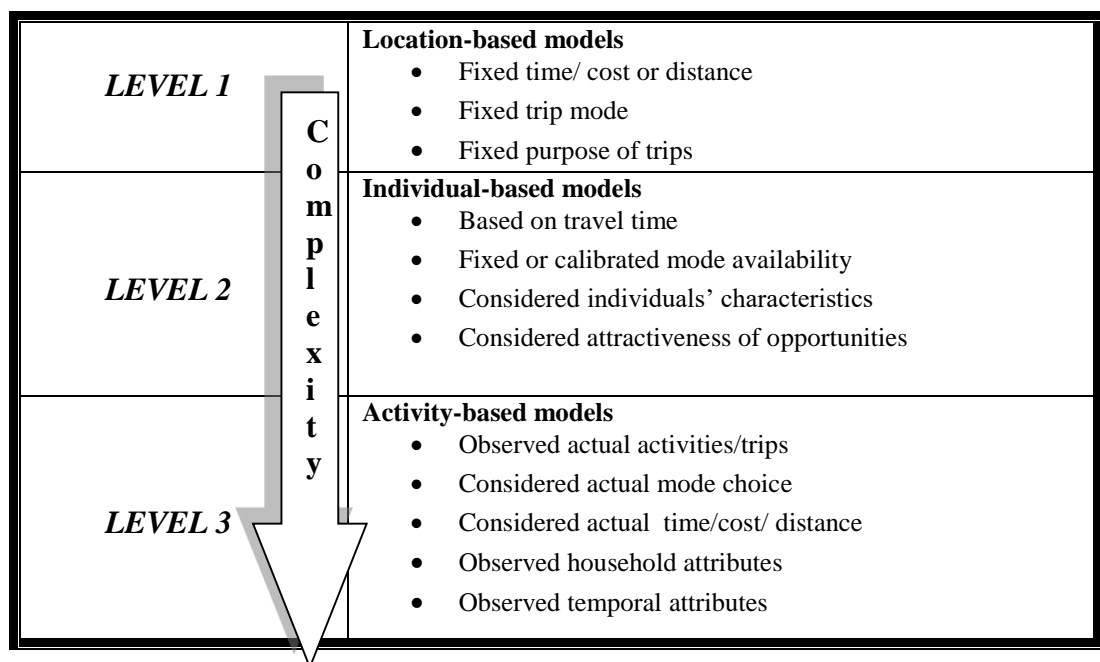 LEVEL 1
Location-based models
• Fixed time/ cost or distance
• Fixed trip mode
• Fixed purpose of trips
Complexity
LEVEL 2
Individual-based models
• Based on travel time
• Fixed or calibrated mode availability
• Considered individuals’ characteristics
• Considered attractiveness of opportunities
LEVEL 3
Activity-based models
• Observed actual activities/trips
• Considered actual mode choice
• Considered actual time/cost/ distance
• Observed household attributes
• Observed temporal attributes